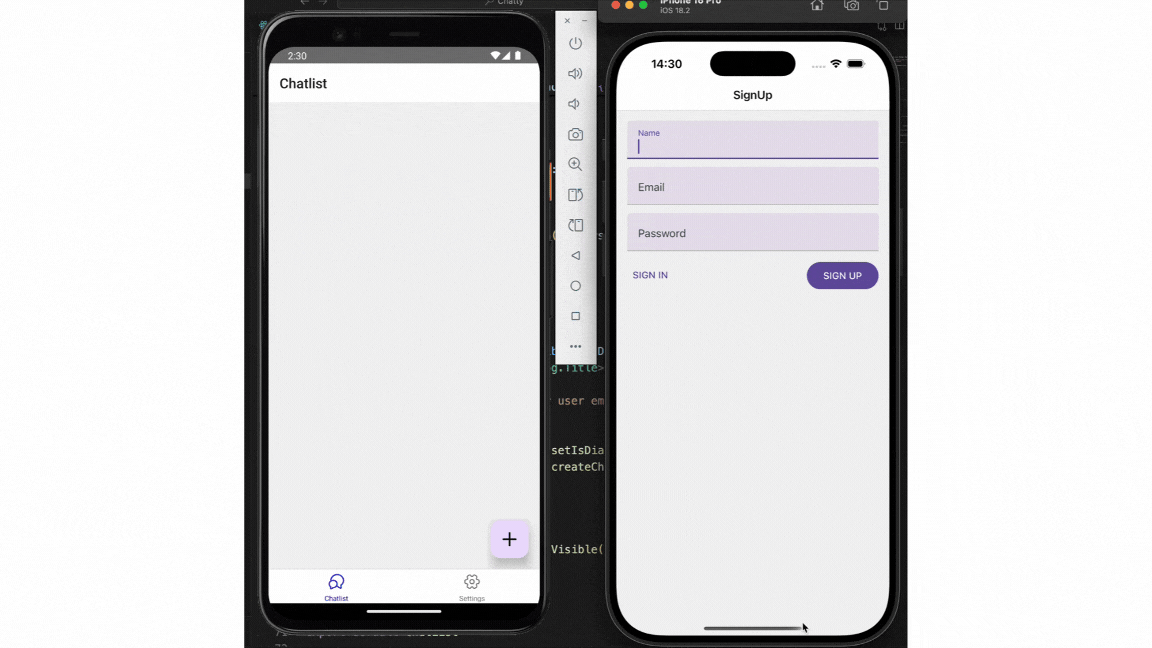 Chatty
2:30
Chatlist
Chatlist
Settings
iPhone 16 Pro
iOS 18.2
14:30
SignUp
Name
Email
Password
SIGN IN
SIGN UP
g.Title>
user em
setIsDia
createCh
Visible(